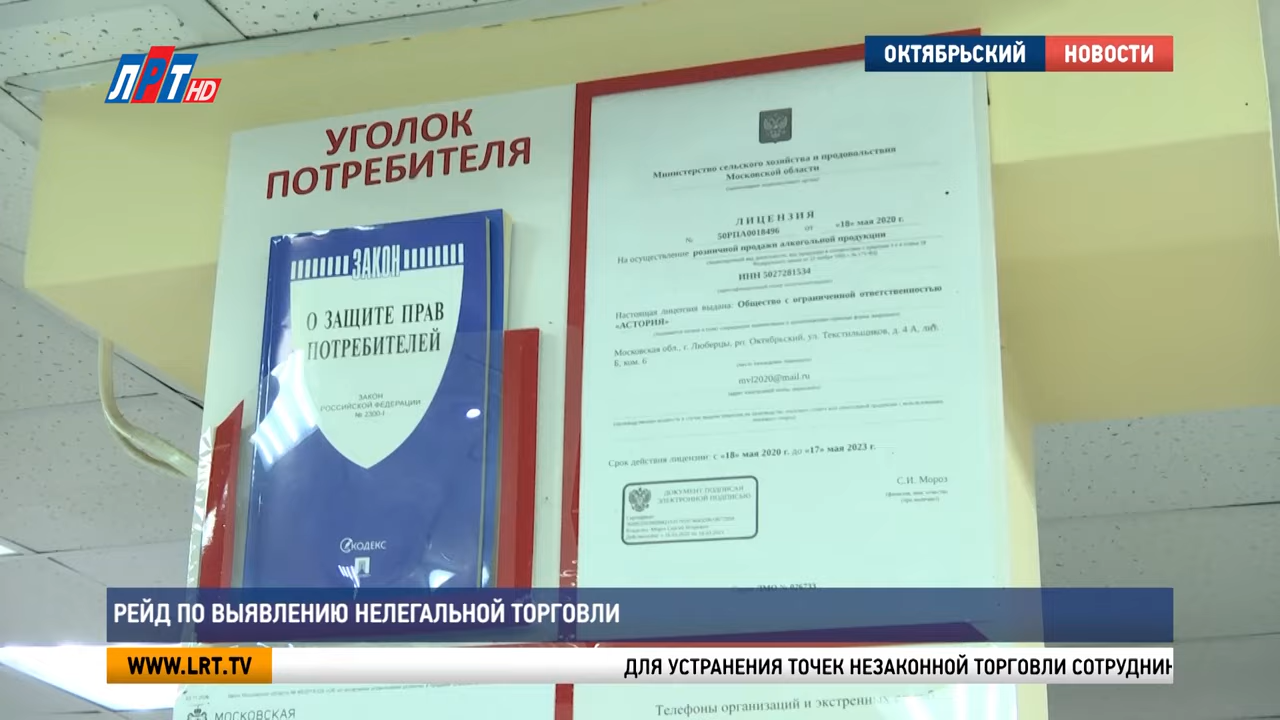 ЛРТ HD
ОКТЯБРЬСКИЙ НОВОСТИ
УГОЛОК
ПОТРЕБИТЕЛЯ
ЗАКОН
О ЗАЩИТЕ ПРАВ
ПОТРЕБИТЕЛЕЙ
ЗАКОН
РОССИЙСКОЙ ФЕДЕРАЦИИ
№ 2300-I
КОДЕКС
Министерство сельского хозяйства и продовольствия
Московской области
ЛИЦЕНЗИЯ
№ 50РПА0018496 от «18» мая 2020 г.
На осуществление розничной продажи алкогольной продукции
ИНН 5027281534
Настоящая лицензия выдана: Общество с ограниченной ответственностью
«АСТОРИЯ»
Московская обл., г. Люберцы, рп. Октябрьский, ул. Текстильщиков, д. 4 А, лит.
Б, ком. 6
mvl2020@mail.ru
Срок действия лицензии: с «18» мая 2020 г. до «17» мая 2023 г.
С.И. Мороз
ДОКУМЕНТ ПОДПИСАН
ЭЛЕКТРОННОЙ ПОДПИСЬЮ
РЕЙД ПО ВЫЯВЛЕНИЮ НЕЛЕГАЛЬНОЙ ТОРГОВЛИ
WWW.LRT.TV
ДЛЯ УСТРАНЕНИЯ ТОЧЕК НЕЗАКОННОЙ ТОРГОВЛИ СОТРУДНИК
МОСКОВСКАЯ
Телефоны организаций и экстренных